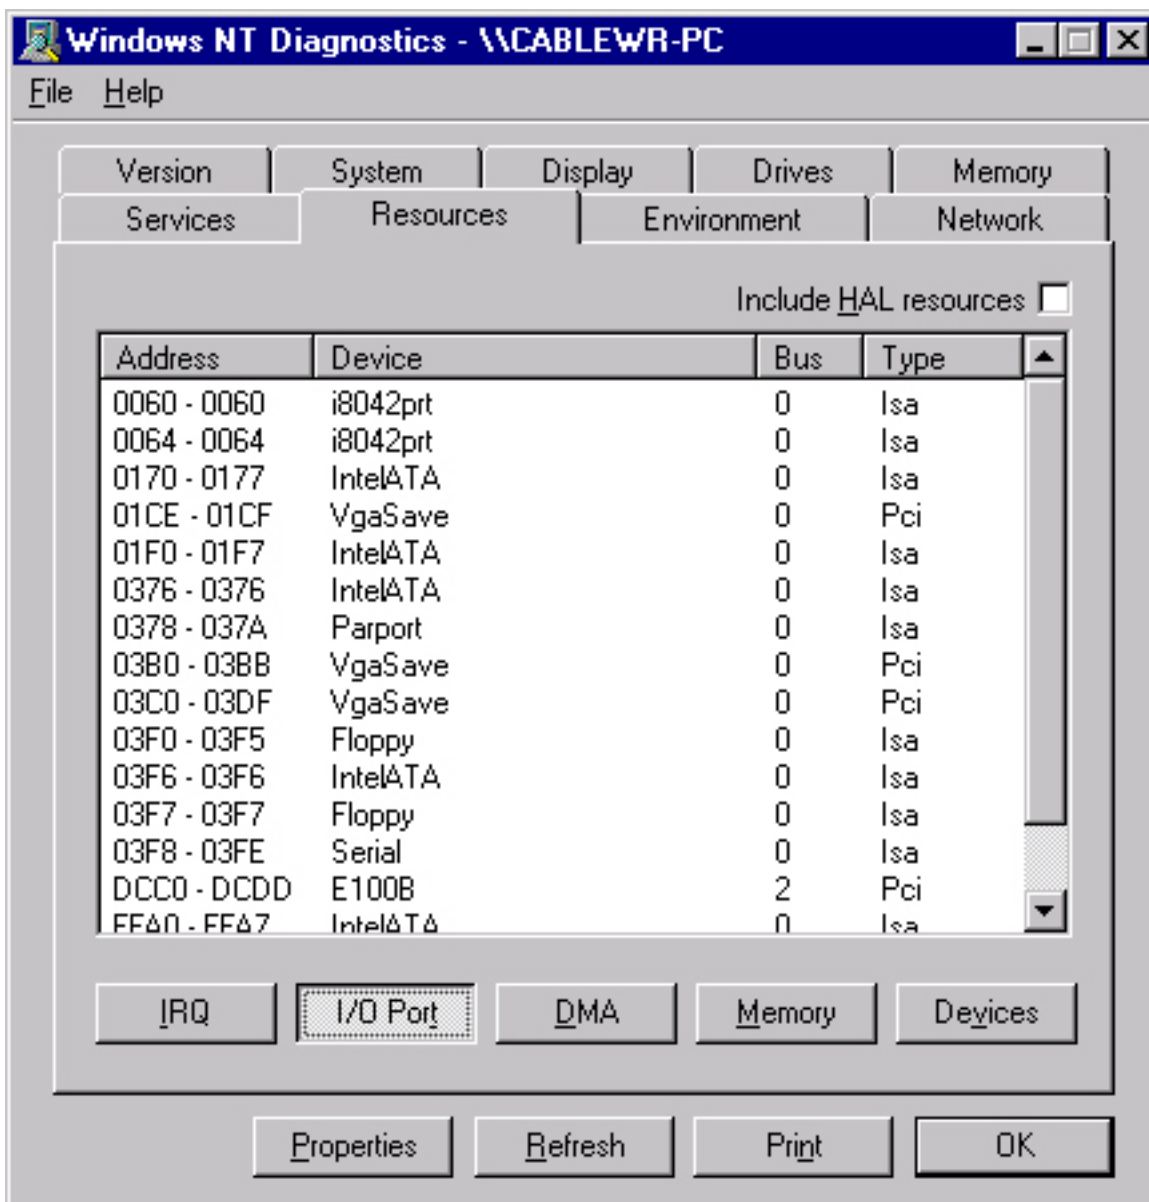 Windows NT Diagnostics - \\CABLEWR-PC
File Help
Version System Display Drives Memory
Services Resources Environment Network
Include HAL resources
Address Device Bus Type
0060 - 0060 i8042prt 0 Isa
0064 - 0064 i8042prt 0 Isa
0170 - 0177 IntelATA 0 Isa
01CE - 01CF VgaSave 0 Pci
01F0 - 01F7 IntelATA 0 Isa
0376 - 0376 IntelATA 0 Isa
0378 - 037A Parport 0 Isa
03B0 - 03BB VgaSave 0 Pci
03C0 - 03DF VgaSave 0 Pci
03F0 - 03F5 Floppy 0 Isa
03F6 - 03F6 IntelATA 0 Isa
03F7 - 03F7 Floppy 0 Isa
03F8 - 03FE Serial 0 Isa
DCC0 - DCDD E100B 2 Pci
FFA0 - FFA7 IntelATA 0 Isa
IRQ I/O Port DMA Memory Devices
Properties Refresh Print OK